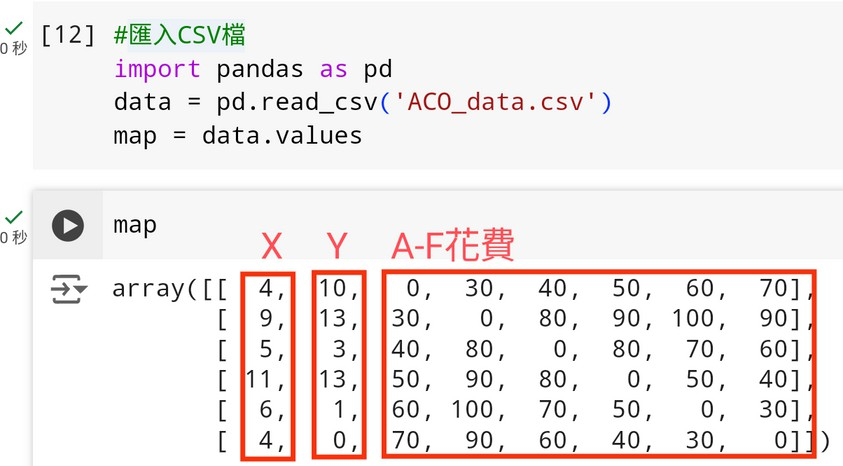 [12] #匯入CSV檔
0 秒
import pandas as pd
data = pd.read_csv('ACO_data.csv')
map = data.values
0 秒
map
X Y A-F花費
array([[ 4, 10, 0, 30, 40, 50, 60, 70],
[ 9, 13, 30, 0, 80, 90, 100, 90],
[ 5, 3, 40, 80, 0, 80, 70, 60],
[ 11, 13, 50, 90, 80, 0, 50, 40],
[ 6, 1, 60, 100, 70, 50, 0, 30],
[ 4, 0, 70, 90, 60, 40, 30, 0]])